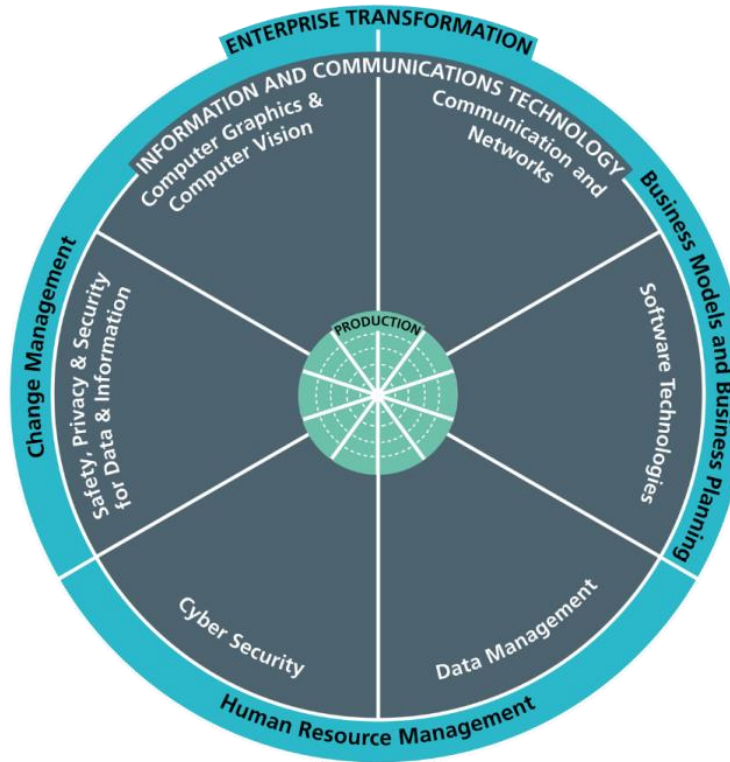 ENTERPRISE TRANSFORMATION
INFORMATION AND COMMUNICATIONS TECHNOLOGY
Computer Graphics &
Computer Vision
Communication and
Networks
Business Models and Business Planning
Software Technologies
Change Management
Safety, Privacy & Security
for Data & Information
PRODUCTION
Cyber Security
Data Management
Human Resource Management